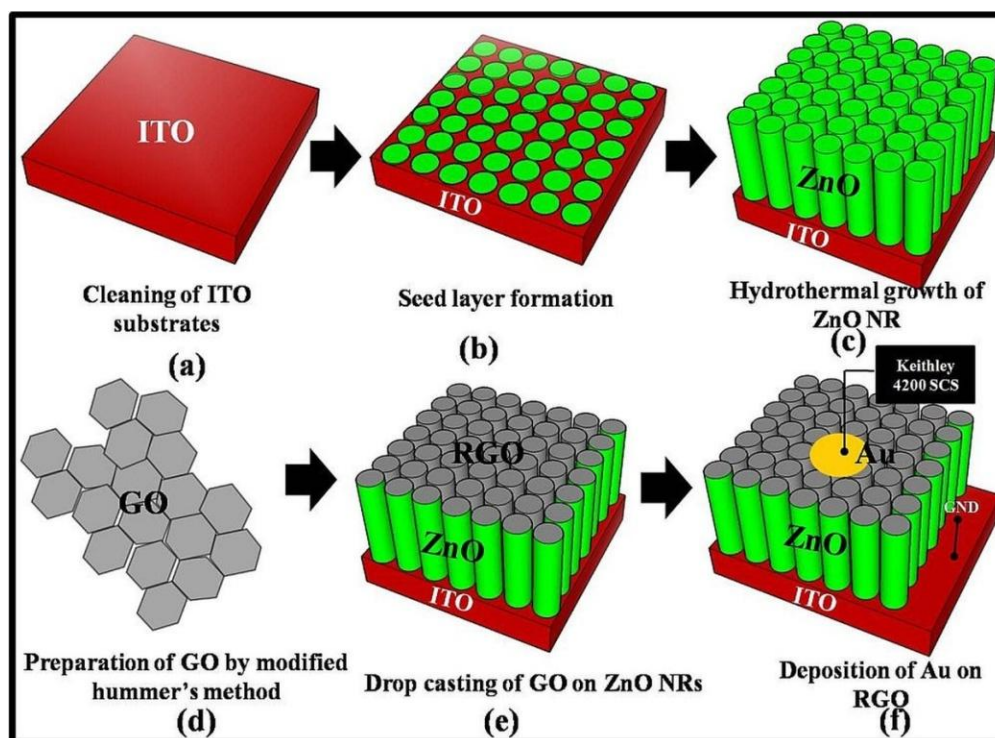 ITO
Cleaning of ITO
substrates
(a)
ITO
Seed layer formation
(b)
ZnO
ITO
Hydrothermal growth of
ZnO NR
(c)
GO
Preparation of GO by modified
hummer's method
(d)
RGO
ZnO
ITO
Drop casting of GO on ZnO NRs
(e)
Keithley
4200 SCS
Au
GND
ZnO
ITO
Deposition of Au on
RGO
(f)